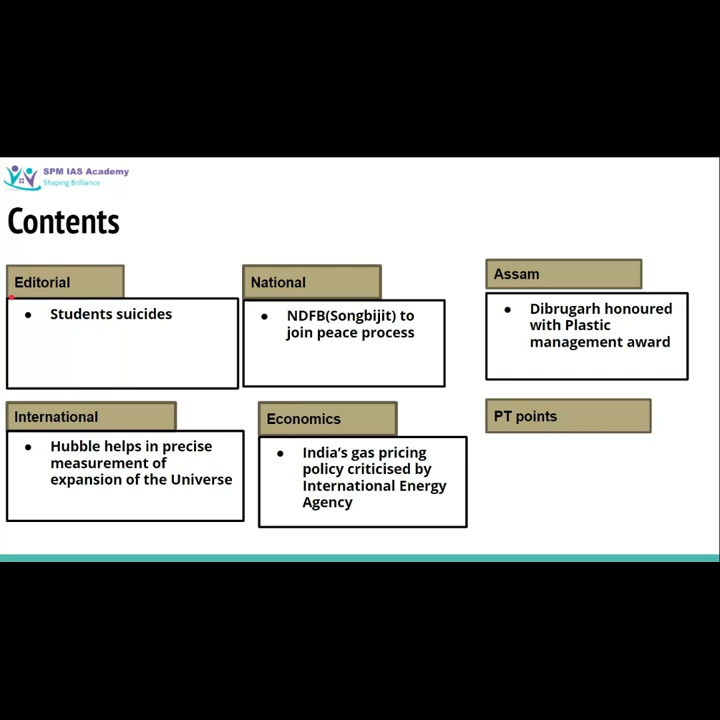 SPM IAS Academy
Shaping Brilliance
Contents
Editorial
● Students suicides
National
● NDFB(Songbijit) to
join peace process
Assam
● Dibrugarh honoured
with Plastic
management award
International
● Hubble helps in precise
measurement of
expansion of the Universe
Economics
● India's gas pricing
policy criticised by
International Energy
Agency
PT points